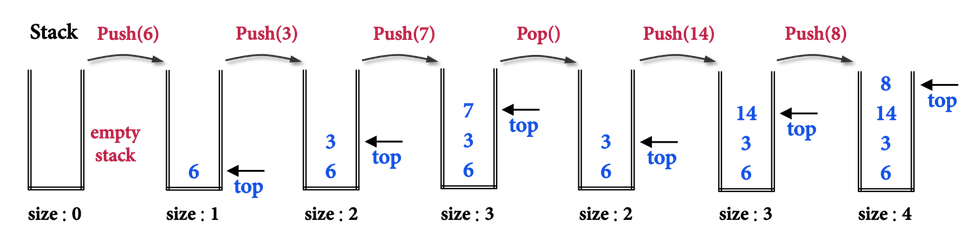 Stack Push(6) Push(3) Push(7) Pop() Push(14) Push(8)
8
top
7 14 14
top
empty
stack
3 3 3 3 3
top top top
6 6 6 6 6 6
top
size : 0 size : 1 size : 2 size : 3 size : 2 size : 3 size : 4